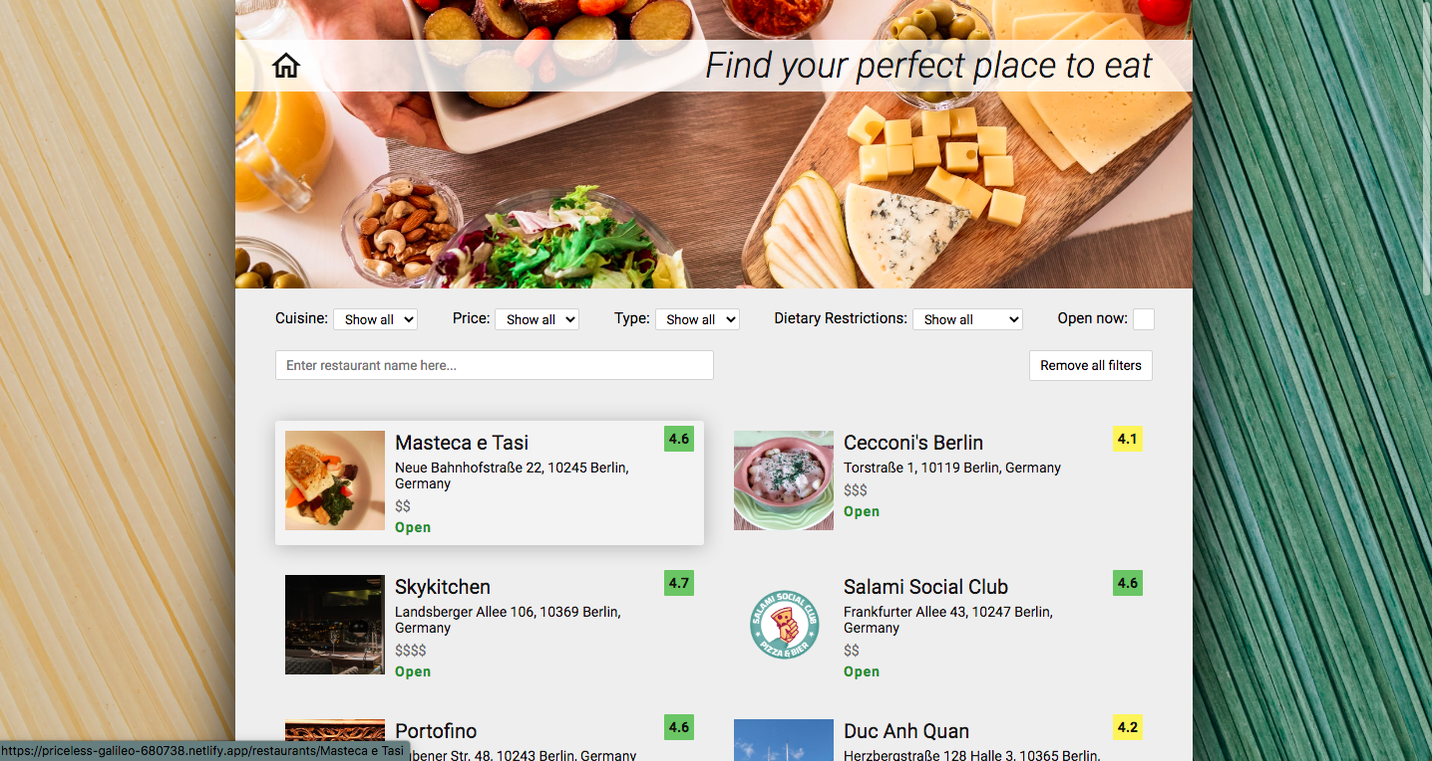 Find your perfect place to eat
Cuisine: Show all Price: Show all Type: Show all Dietary Restrictions: Show all Open now:
Enter restaurant name here...
Remove all filters
Masteca e Tasi
4.6
Neue Bahnhofstraße 22, 10245 Berlin,
Germany
$$
Open
Cecconi's Berlin
4.1
Torstraße 1, 10119 Berlin, Germany
$$$
Open
Skykitchen
4.7
Landsberger Allee 106, 10369 Berlin,
Germany
$$$$
Open
SALAMI SOCIAL CLUB
PIZZA & BIER
Salami Social Club
4.6
Frankfurter Allee 43, 10247 Berlin,
Germany
$$
Open
Portofino
4.6
Str. 48, 10243 Berlin, Germany
Duc Anh Quan
4.2
Herzbergstraße 128 Halle 3, 10365 Berlin,
https://priceless-galileo-680738.netlify.app/restaurants/Masteca e Tasi